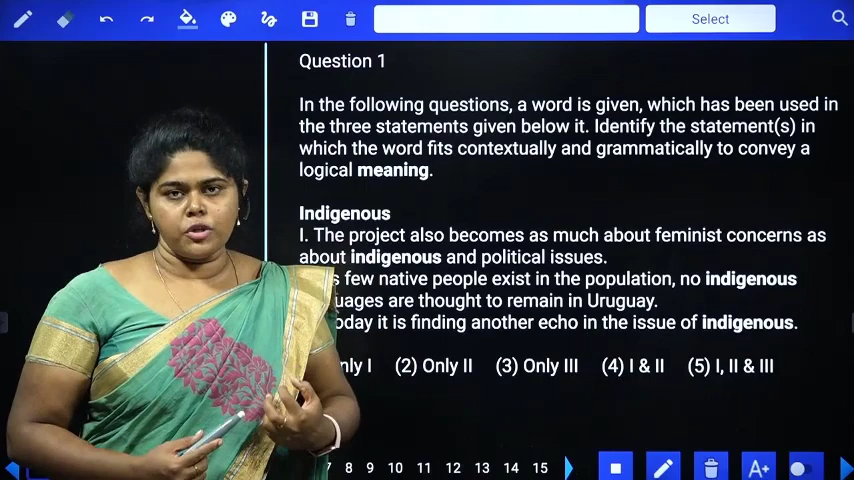 Select
Question 1
In the following questions, a word is given, which has been used in
the three statements given below it. Identify the statement(s) in
which the word fits contextually and grammatically to convey a
logical meaning.
Indigenous
I. The project also becomes as much about feminist concerns as
about indigenous and political issues.
few native people exist in the population, no indigenous
are thought to remain in Uruguay.
it is finding another echo in the issue of indigenous.
I (2) Only II (3) Only III (4) I & II (5) I, II & III
8 9 10 11 12 13 14 15
A+